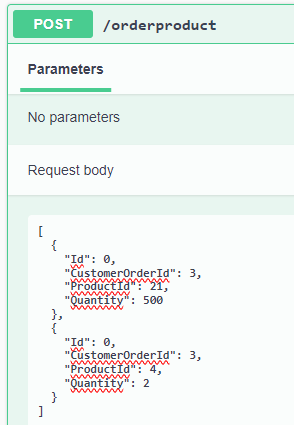 POST /orderproduct
Parameters
No parameters
Request body
[
{
"Id": 0,
"CustomerOrderId": 3,
"ProductId": 21,
"Quantity": 500
},
{
"Id": 0,
"CustomerOrderId": 3,
"ProductId": 4,
"Quantity": 2
}
]